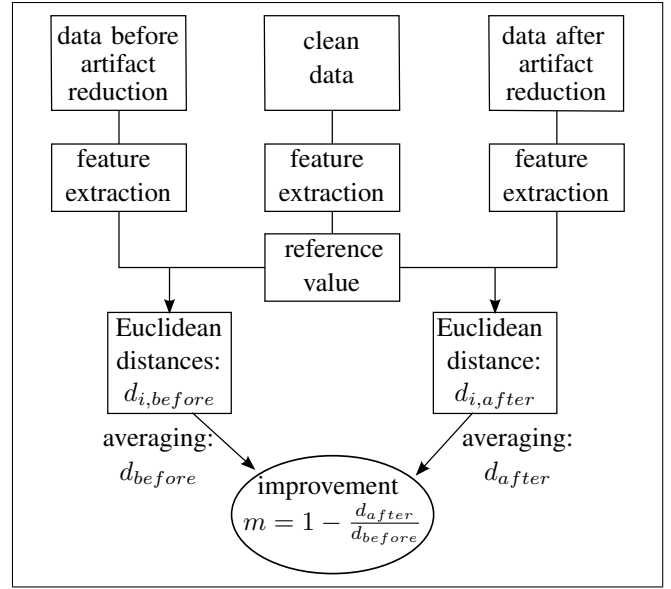 data before
artifact
reduction
clean
data
data after
artifact
reduction
feature
extraction
feature
extraction
feature
extraction
reference
value
Euclidean
distances:
d_{i,before}
Euclidean
distance:
d_{i,after}
averaging:
d_{before}
averaging:
d_{after}
improvement
m = 1 − \frac{d_{after}}{d_{before}}